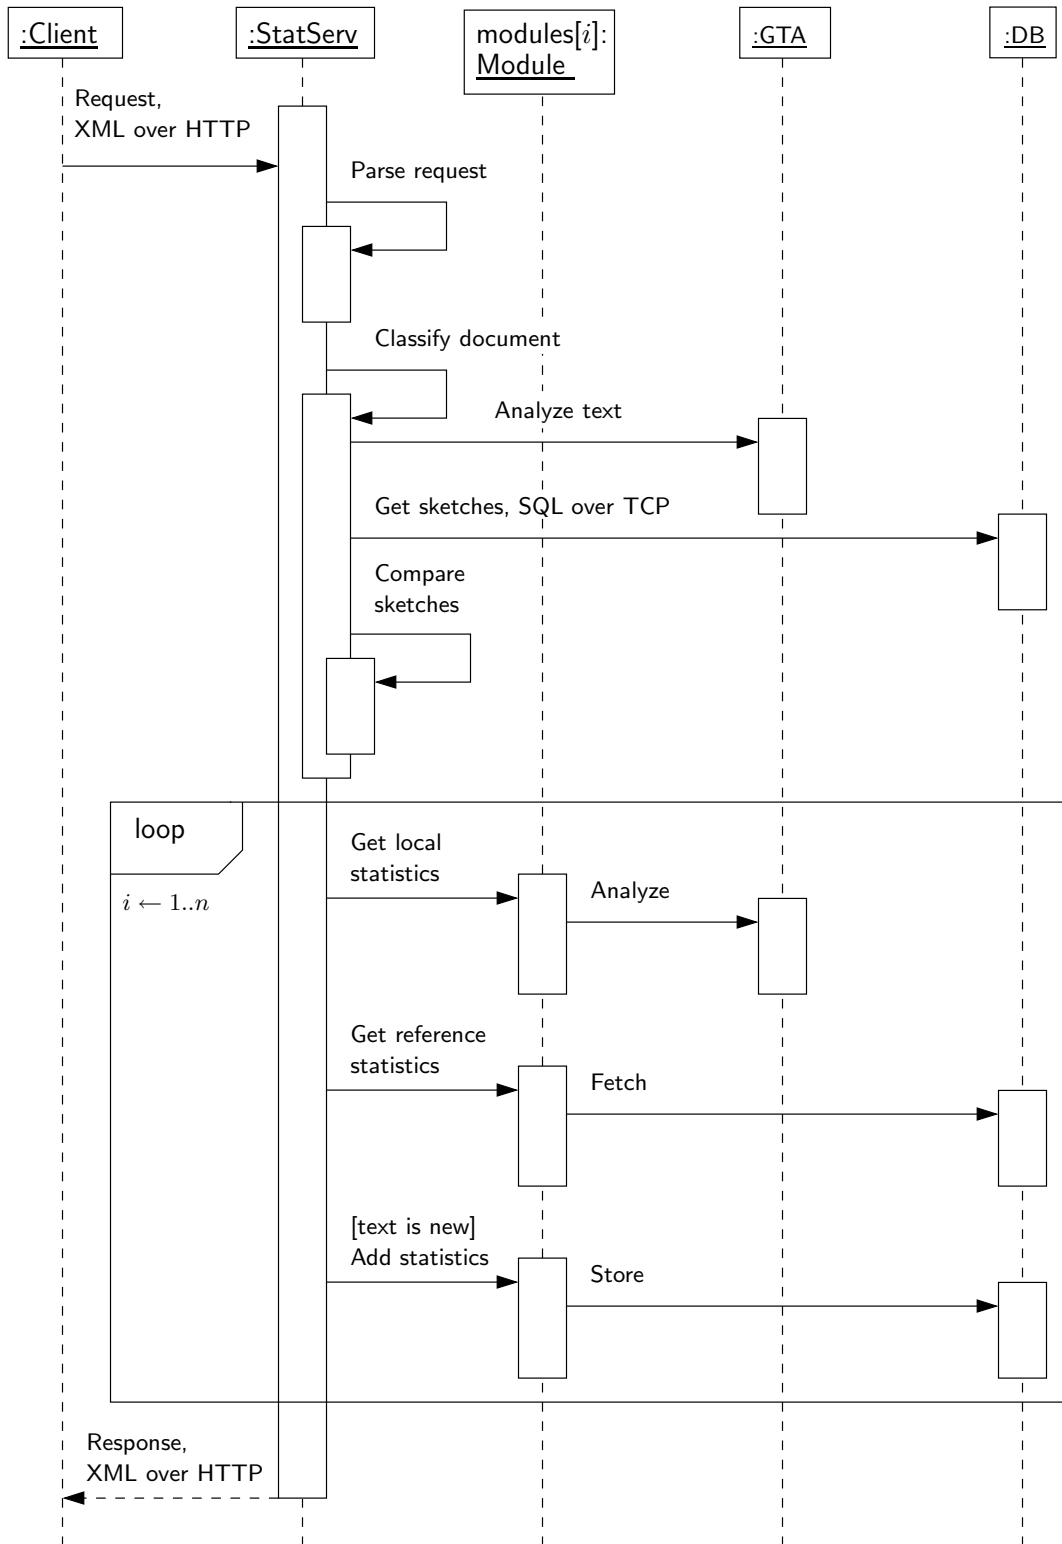 :Client
:StatServ
modules[i]:
Module
:GTA
:DB
Request,
XML over HTTP
Parse request
Classify document
Analyze text
Get sketches, SQL over TCP
Compare
sketches
loop
i ← 1..n
Get local
statistics
Analyze
Get reference
statistics
Fetch
[text is new]
Add statistics
Store
Response,
XML over HTTP